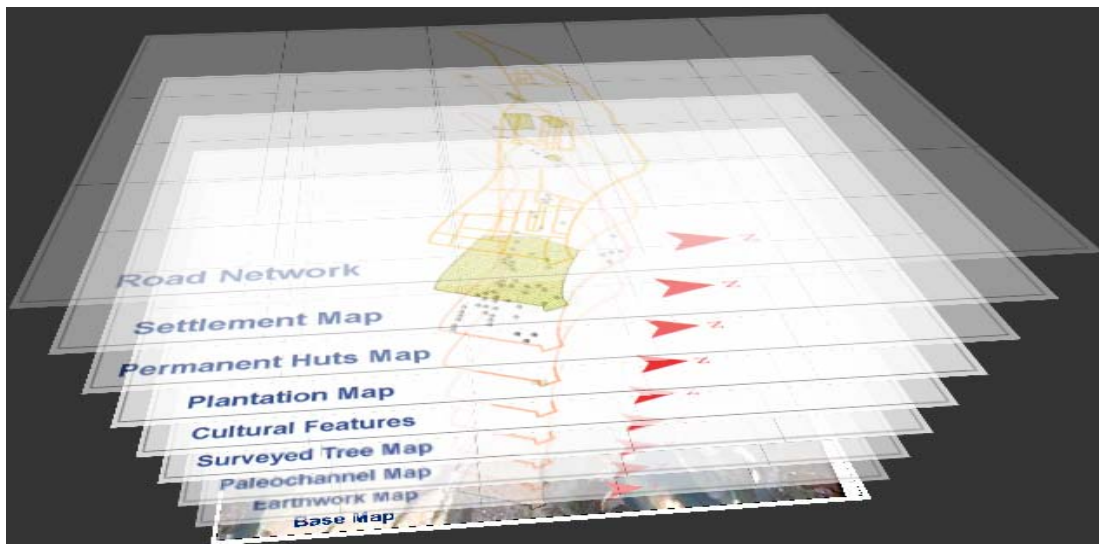 Road Network
N
Settlement Map
N
Permanent Huts Map
N
Plantation Map
N
Cultural Features
Surveyed Tree Map
Paleochannel Map
Earthwork Map
Base Map